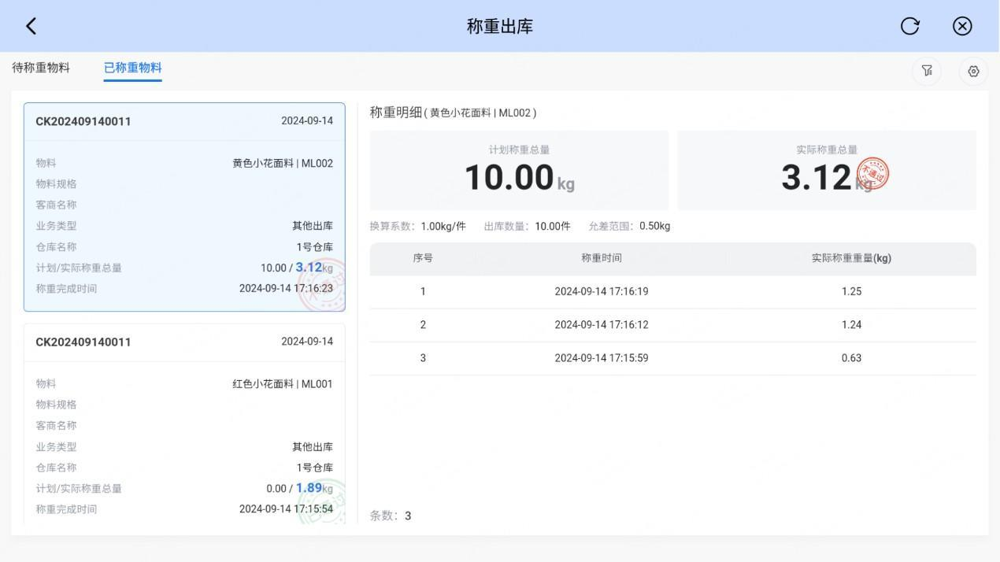 称重出库
待称重物料
已称重物料
CK202409140011 2024-09-14
物料 黄色小花面料 | ML002
物料规格
客商名称
业务类型 其他出库
仓库名称 1号仓库
计划/实际称重总量 10.00 / 3.12kg
称重完成时间 2024-09-14 17:16:23
不通过
CK202409140011 2024-09-14
物料 红色小花面料 | ML001
物料规格
客商名称
业务类型 其他出库
仓库名称 1号仓库
计划/实际称重总量 0.00 / 1.89kg
称重完成时间 2024-09-14 17:15:54
称重明细 ( 黄色小花面料 | ML002 )
计划称重总量
10.00 kg
实际称重总量
3.12 kg
不通过
换算系数： 1.00kg/件 出库数量： 10.00件 允差范围： 0.50kg
序号 称重时间 实际称重重量(kg)
1 2024-09-14 17:16:19 1.25
2 2024-09-14 17:16:12 1.24
3 2024-09-14 17:15:59 0.63
条数： 3